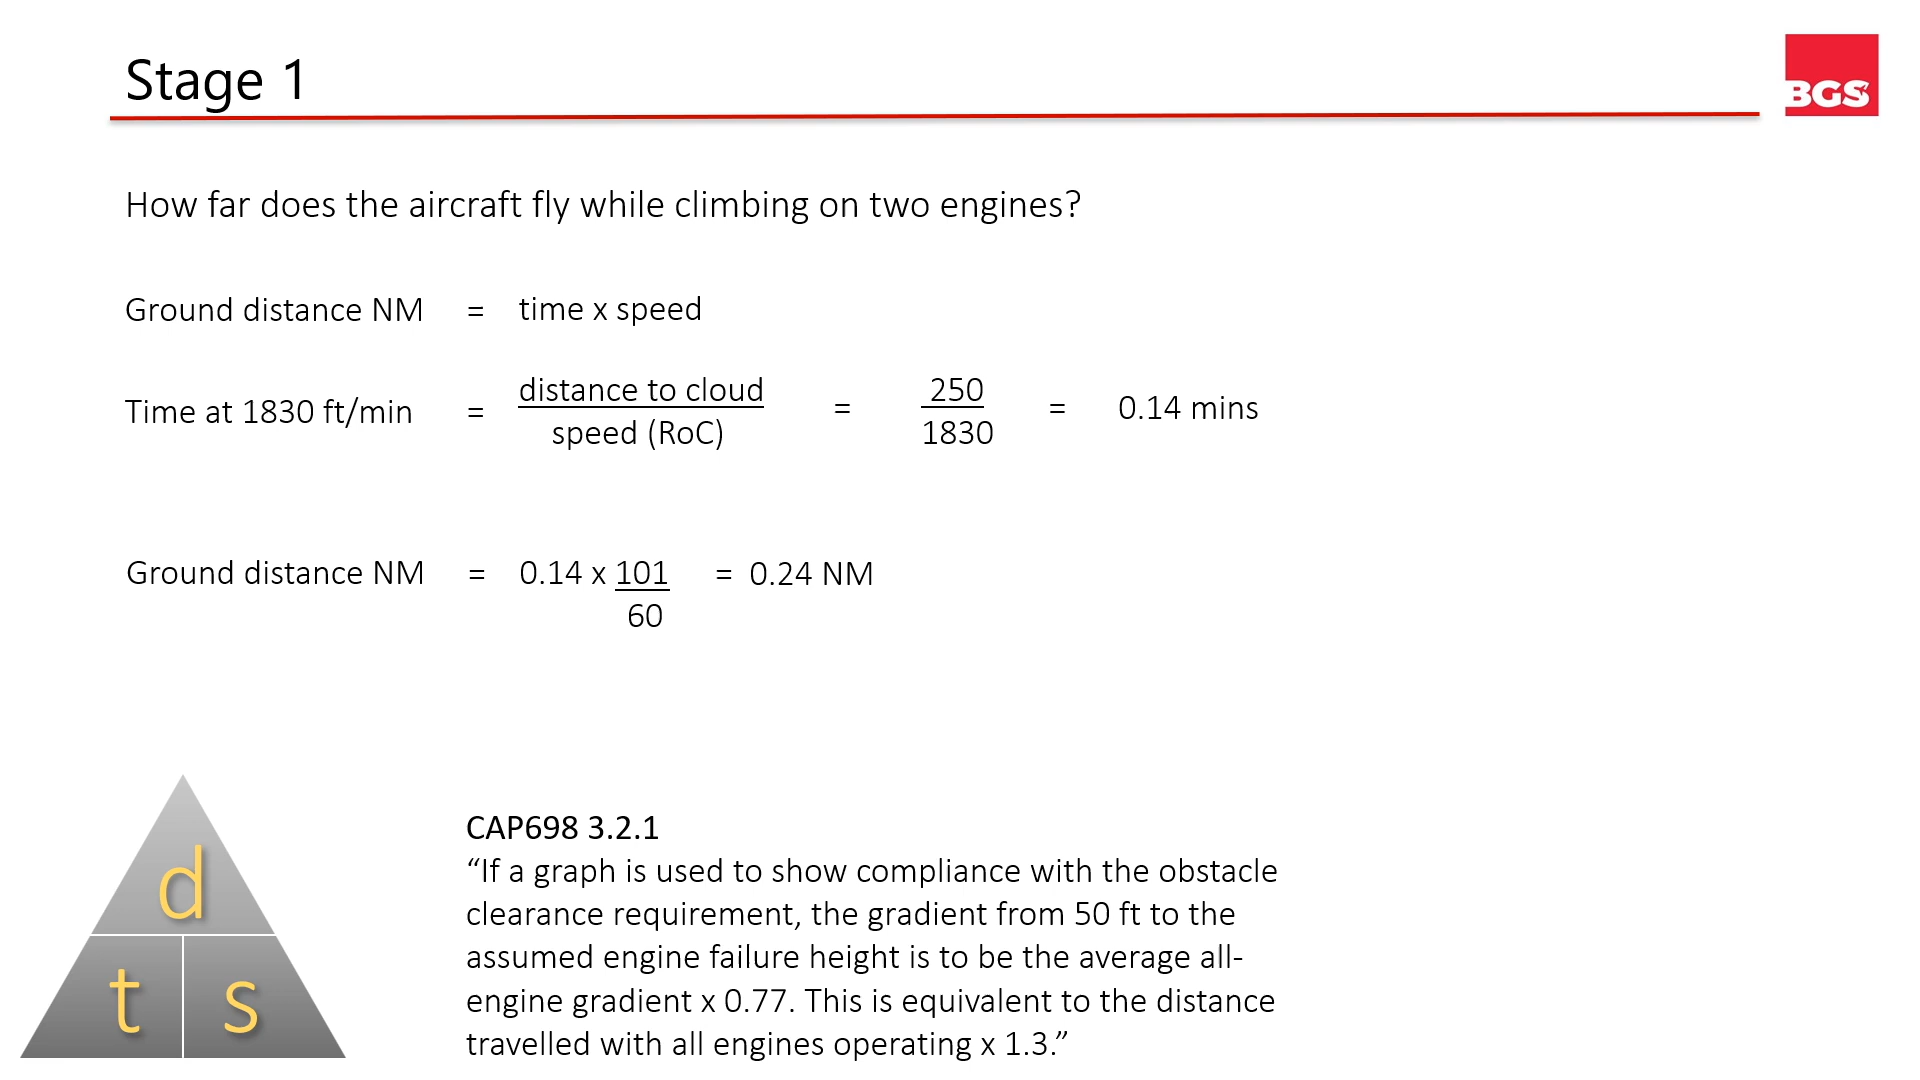 Stage 1
BGS
How far does the aircraft fly while climbing on two engines?
Ground distance NM = time x speed
Time at 1830 ft/min = distance to cloud = 250 = 0.14 mins
speed (RoC) 1830
Ground distance NM = 0.14 x 101 = 0.24 NM
60
d
t s
CAP698 3.2.1
“If a graph is used to show compliance with the obstacle
clearance requirement, the gradient from 50 ft to the
assumed engine failure height is to be the average all-
engine gradient x 0.77. This is equivalent to the distance
travelled with all engines operating x 1.3.”